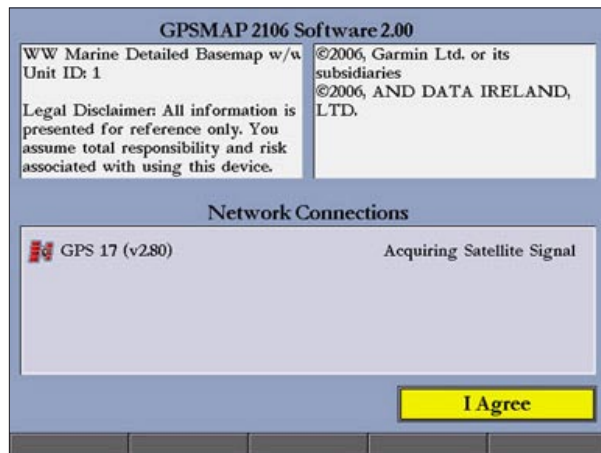 GPSMAP 2106 Software 2.00
WW Marine Detailed Basemap w/w
Unit ID: 1
Legal Disclaimer: All information is
presented for reference only. You
assume total responsibility and risk
associated with using this device.
©2006, Garmin Ltd. or its
subsidiaries
©2006, AND DATA IRELAND,
LTD.
Network Connections
GPS 17 (v2.80)
Acquiring Satellite Signal
I Agree